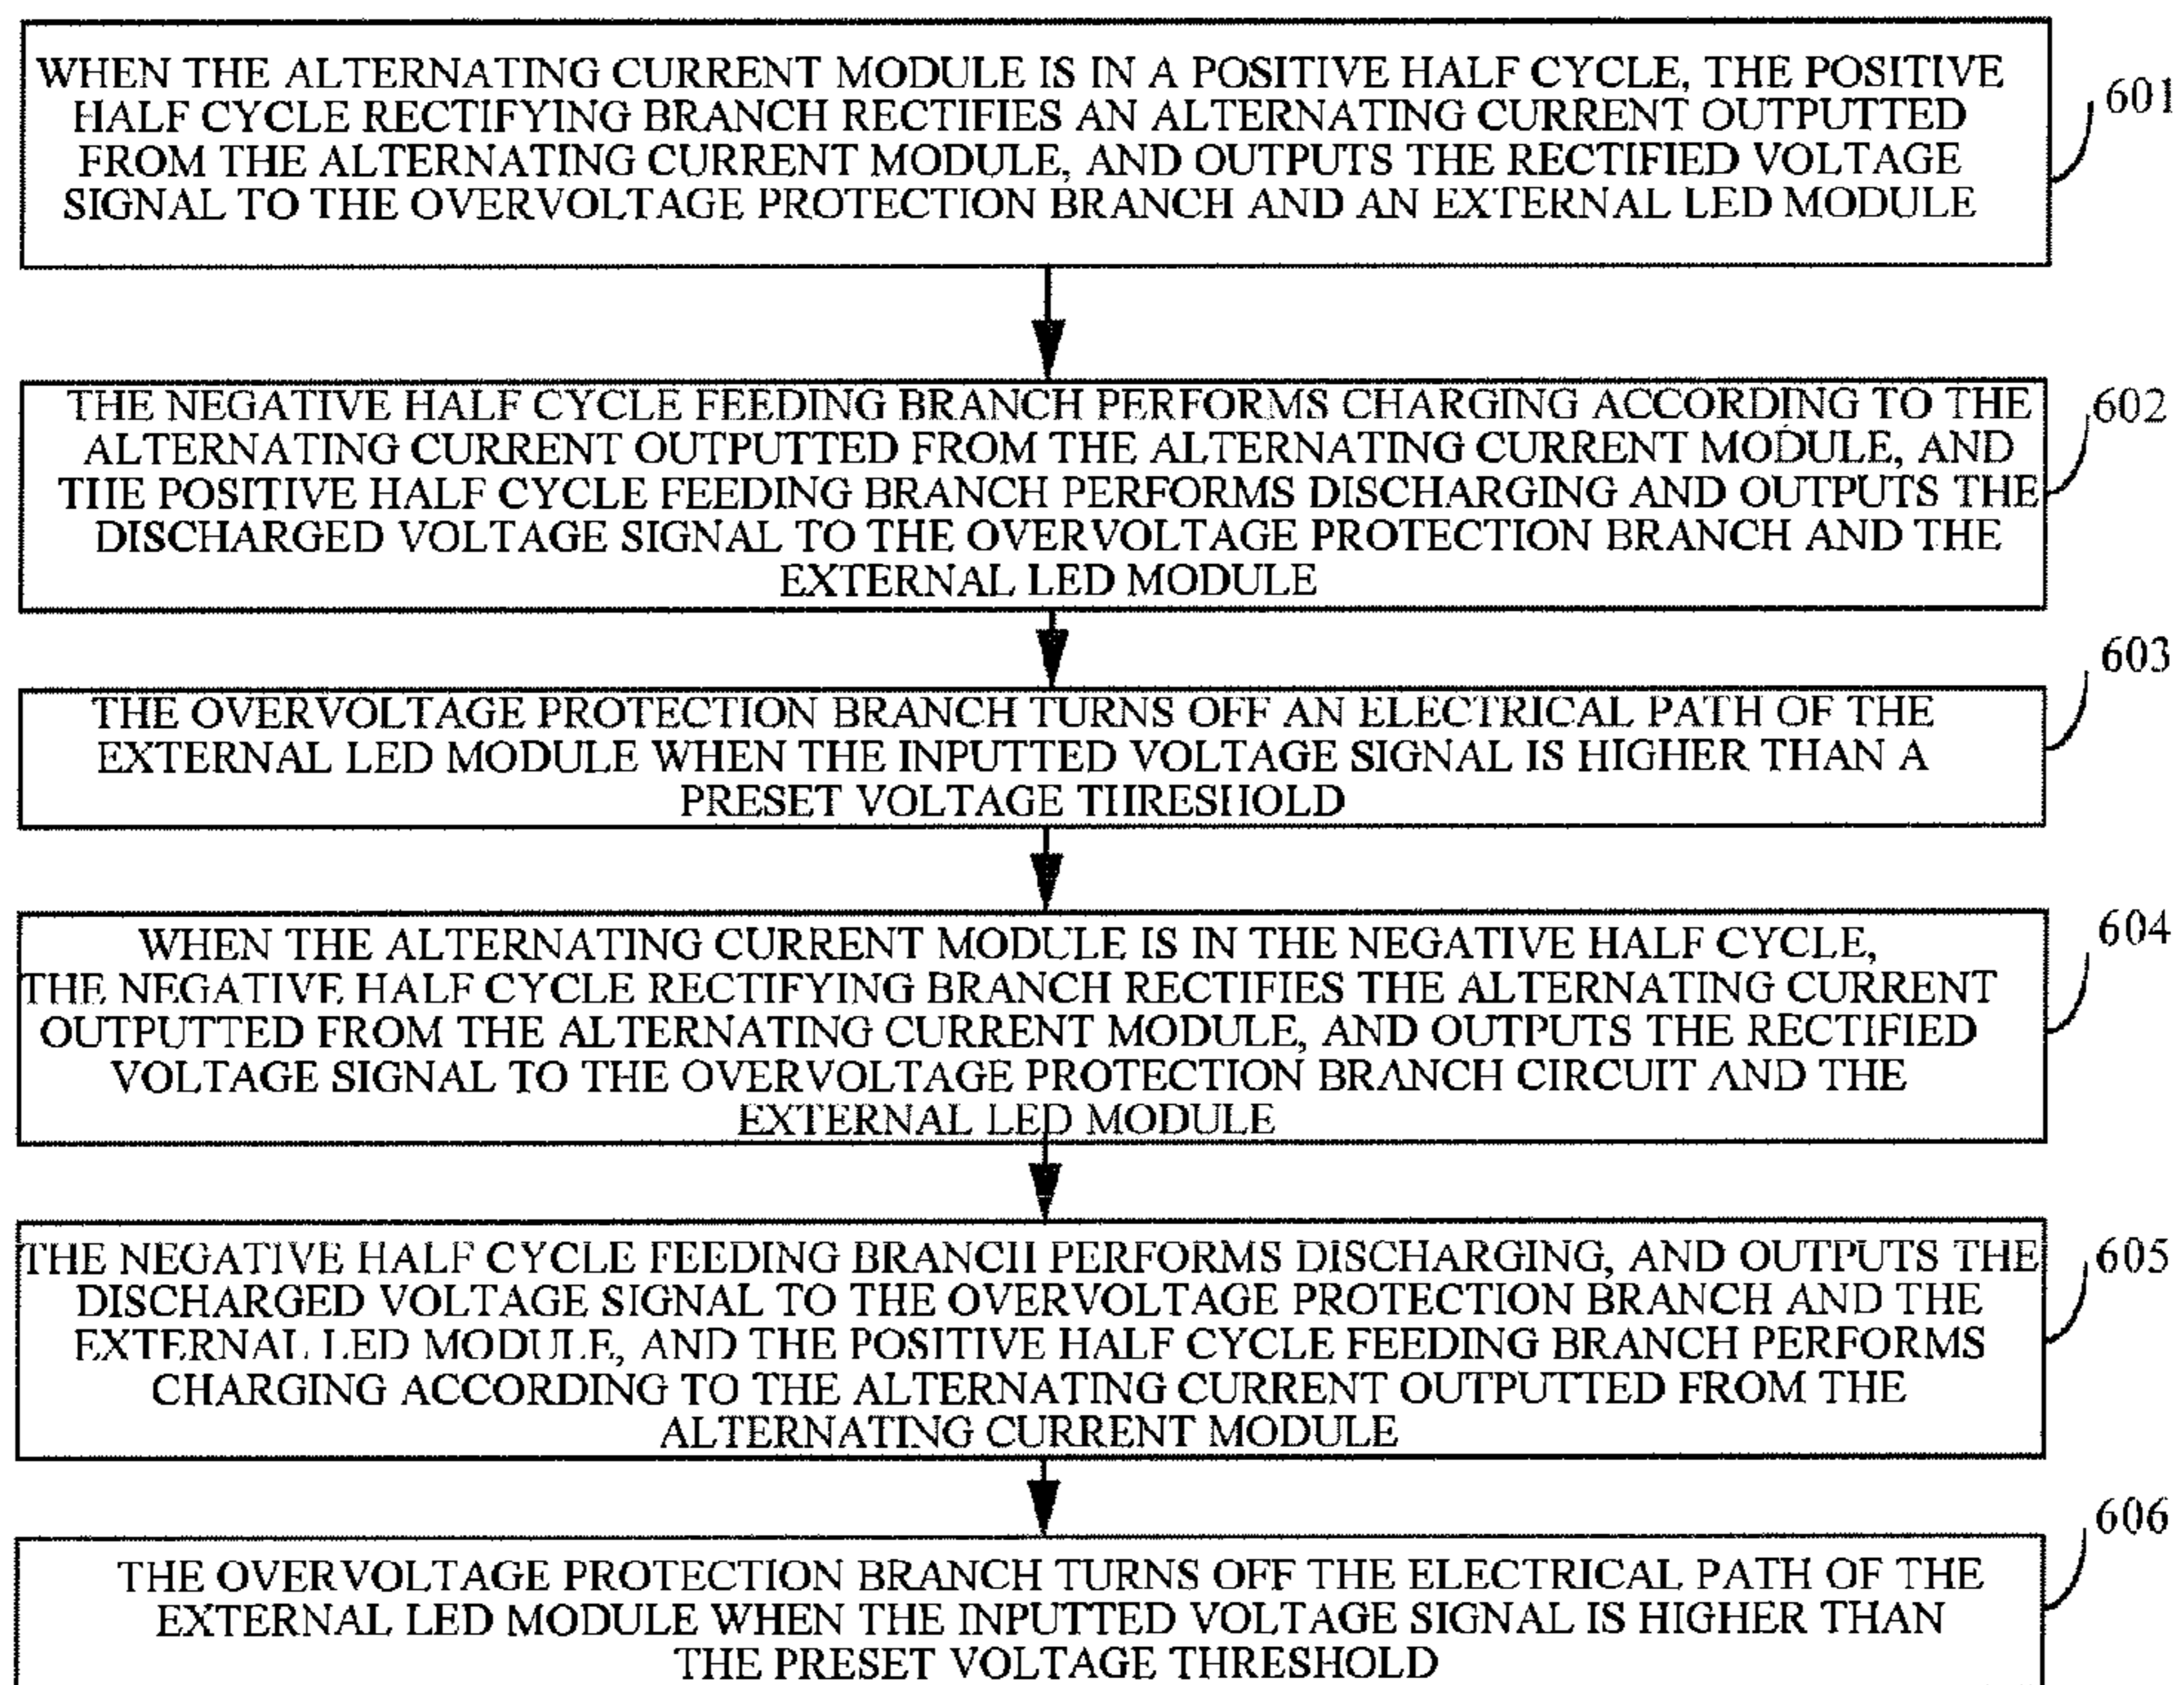 WHEN THE ALTERNATING CURRENT MODULE IS IN A POSITIVE HALF CYCLE, THE POSITIVE
HALF CYCLE RECTIFYING BRANCH RECTIFIES AN ALTERNATING CURRENT OUTPUTTED
FROM THE ALTERNATING CURRENT MODULE, AND OUTPUTS THE RECTIFIED VOLTAGE
SIGNAL TO THE OVERVOLTAGE PROTECTION BRANCH AND AN EXTERNAL LED MODULE
601
THE NEGATIVE HALF CYCLE FEEDING BRANCH PERFORMS CHARGING ACCORDING TO THE
ALTERNATING CURRENT OUTPUTTED FROM THE ALTERNATING CURRENT MODULE, AND
THE POSITIVE HALF CYCLE FEEDING BRANCH PERFORMS DISCHARGING AND OUTPUTS THE
DISCHARGED VOLTAGE SIGNAL TO THE OVERVOLTAGE PROTECTION BRANCH AND THE
EXTERNAL LED MODULE
602
THE OVERVOLTAGE PROTECTION BRANCH TURNS OFF AN ELECTRICAL PATH OF THE
EXTERNAL LED MODULE WHEN THE INPUTTED VOLTAGE SIGNAL IS HIGHER THAN A
PRESET VOLTAGE THRESHOLD
603
WHEN THE ALTERNATING CURRENT MODULE IS IN THE NEGATIVE HALF CYCLE,
THE NEGATIVE HALF CYCLE RECTIFYING BRANCH RECTIFIES THE ALTERNATING CURRENT
OUTPUTTED FROM THE ALTERNATING CURRENT MODULE, AND OUTPUTS THE RECTIFIED
VOLTAGE SIGNAL TO THE OVERVOLTAGE PROTECTION BRANCH CIRCUIT AND THE
EXTERNAL LED MODULE
604
THE NEGATIVE HALF CYCLE FEEDING BRANCH PERFORMS DISCHARGING, AND OUTPUTS THE
DISCHARGED VOLTAGE SIGNAL TO THE OVERVOLTAGE PROTECTION BRANCH AND THE
EXTERNAL LED MODULE, AND THE POSITIVE HALF CYCLE FEEDING BRANCH PERFORMS
CHARGING ACCORDING TO THE ALTERNATING CURRENT OUTPUTTED FROM THE
ALTERNATING CURRENT MODULE
605
THE OVERVOLTAGE PROTECTION BRANCH TURNS OFF THE ELECTRICAL PATH OF THE
EXTERNAL LED MODULE WHEN THE INPUTTED VOLTAGE SIGNAL IS HIGHER THAN
THE PRESET VOLTAGE THRESHOLD
606